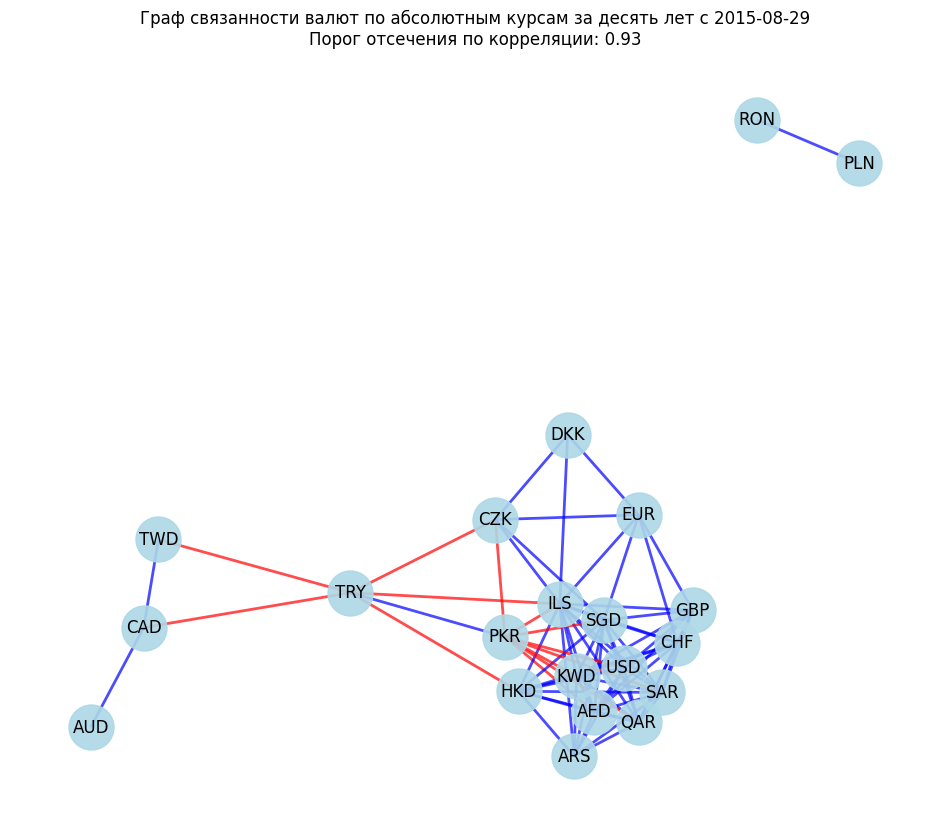 Граф связанности валют по абсолютным курсам за десять лет с 2015-08-29
Порог отсечения по корреляции: 0.93
RON
PLN
DKK
CZK
EUR
TWD
TRY
ILS
GBP
SGD
CAD
PKR
CHF
USD
KWD
HKD
SAR
AED
QAR
AUD
ARS